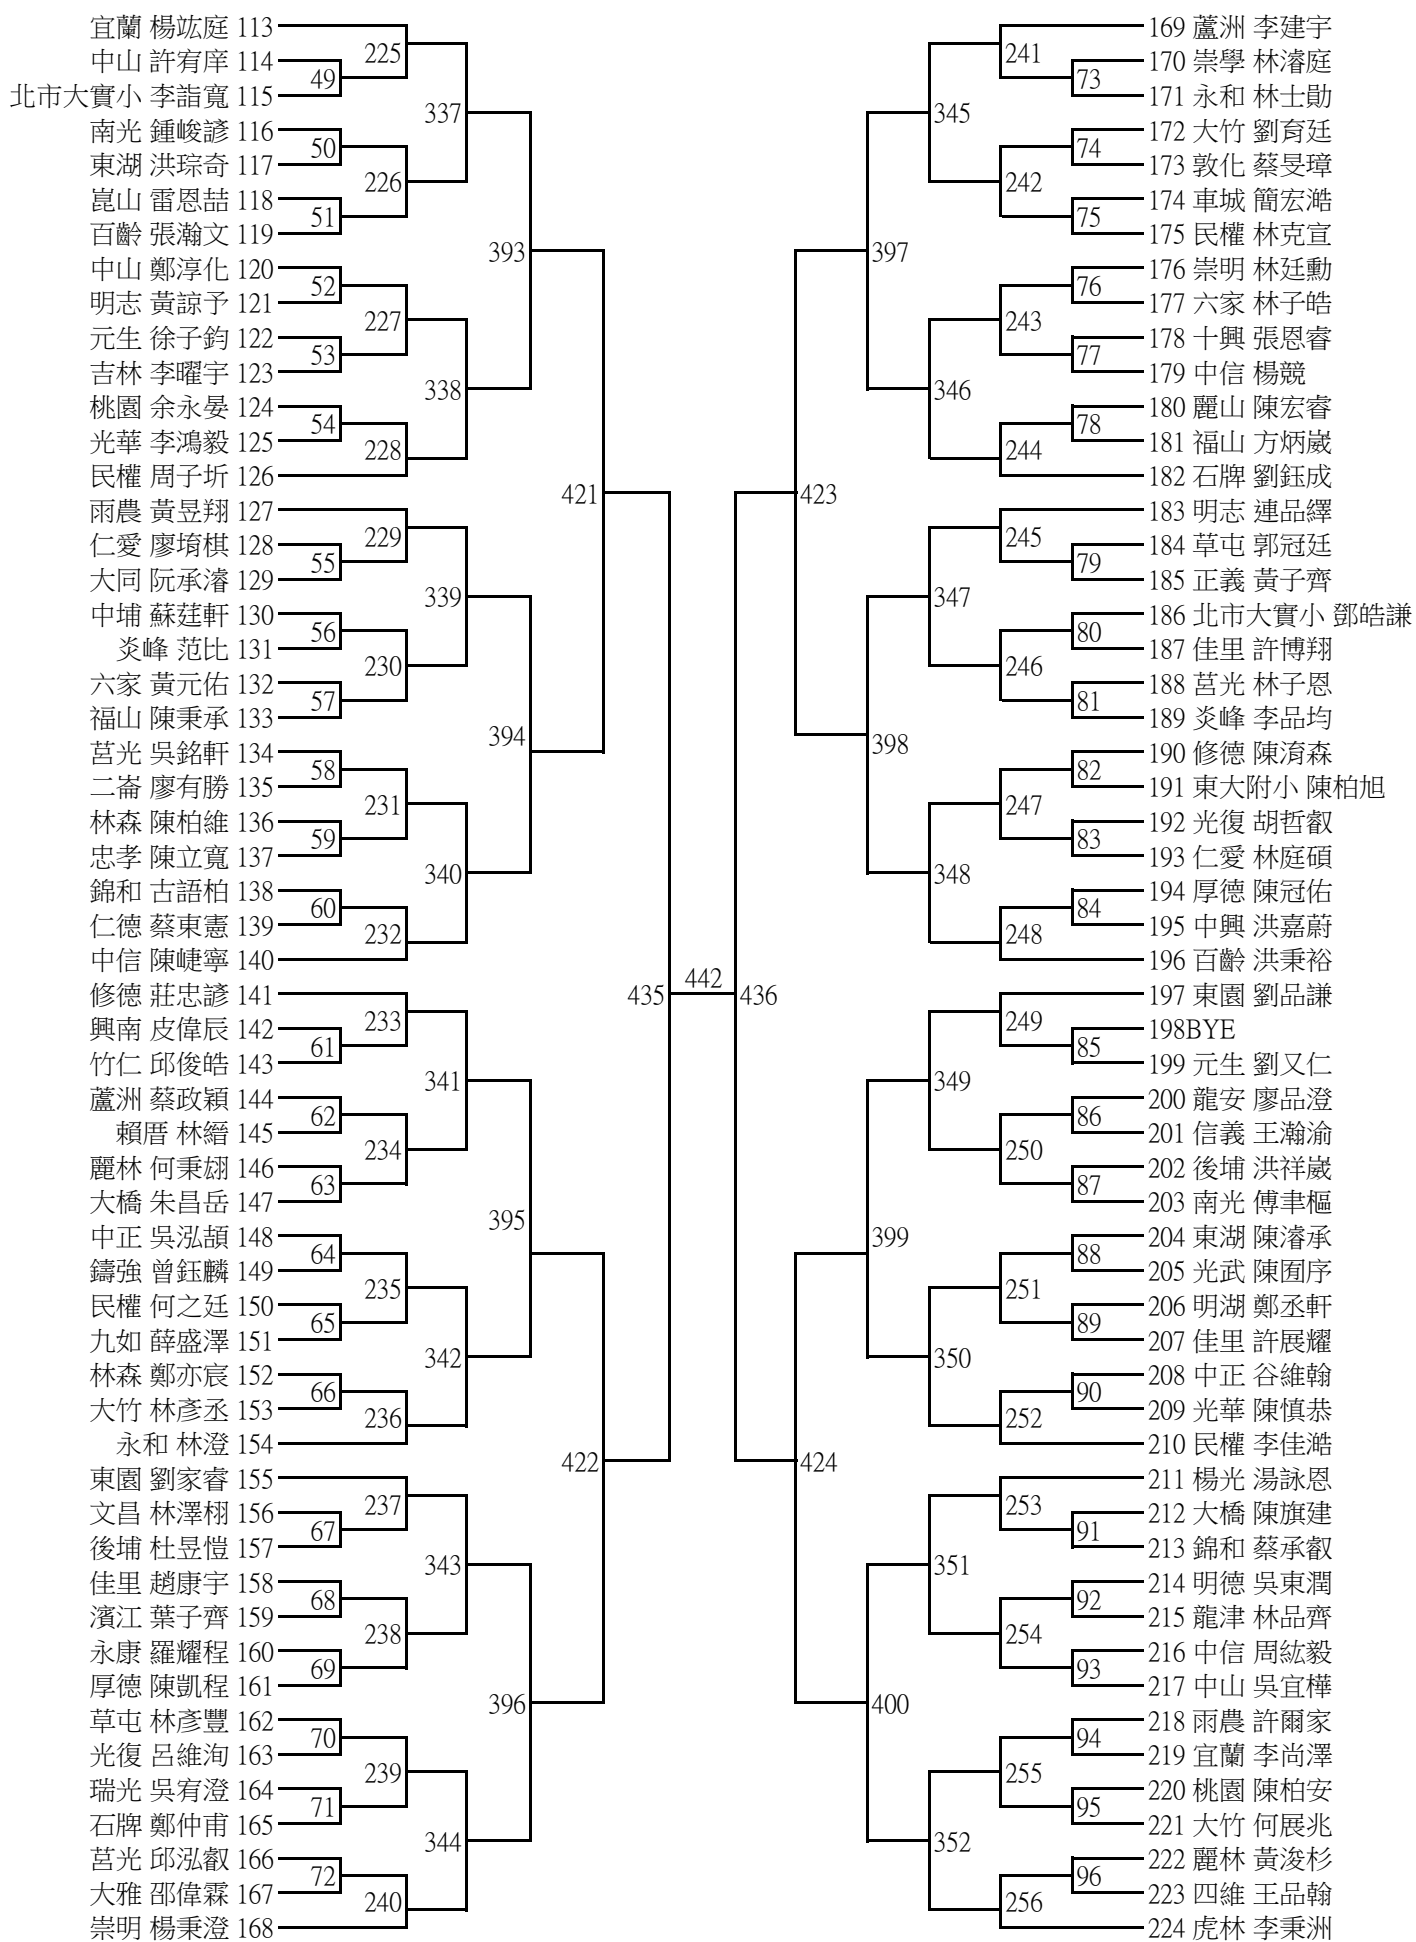 宜蘭 楊竑庭 113
中山 許宥庠 114
北市大實小 李詣寬 115
南光 鍾峻諺 116
東湖 洪琮奇 117
崑山 雷恩喆 118
百齡 張瀚文 119
中山 鄭淳化 120
明志 黃諒予 121
元生 徐子鈞 122
吉林 李曜宇 123
桃園 余永晏 124
光華 李鴻毅 125
民權 周子圻 126
雨農 黃昱翔 127
仁愛 廖堉棋 128
大同 阮承濬 129
中埔 蘇莛軒 130
炎峰 范比 131
六家 黃元佑 132
福山 陳秉承 133
莒光 吳銘軒 134
二崙 廖有勝 135
林森 陳柏維 136
忠孝 陳立寬 137
錦和 古語柏 138
仁德 蔡東憲 139
中信 陳崨寧 140
修德 莊忠諺 141
興南 皮偉辰 142
竹仁 邱俊皓 143
蘆洲 蔡政穎 144
賴厝 林縉 145
麗林 何秉翃 146
大橋 朱昌岳 147
中正 吳泓頡 148
鑄強 曾鈺麟 149
民權 何之廷 150
九如 薛盛澤 151
林森 鄭亦宸 152
大竹 林彥丞 153
永和 林澄 154
東園 劉家睿 155
文昌 林澤栩 156
後埔 杜昱愷 157
佳里 趙康宇 158
濱江 葉子齊 159
永康 羅耀程 160
厚德 陳凱程 161
草屯 林彥豐 162
光復 呂維洵 163
瑞光 吳宥澄 164
石牌 鄭仲甫 165
莒光 邱泓叡 166
大雅 邵偉霖 167
崇明 楊秉澄 168
49
50
51
52
53
54
55
56
57
58
59
60
61
62
63
64
65
66
67
68
69
70
71
72
225
226
227
228
229
230
231
232
233
234
235
236
237
238
239
240
337
338
339
340
341
342
343
344
393
394
395
396
421
422
435
442
436
423
424
397
398
399
400
345
346
347
348
349
350
351
352
241
242
243
244
245
246
247
248
249
250
251
252
253
254
255
256
73
74
75
76
77
78
79
80
81
82
83
84
85
86
87
88
89
90
91
92
93
94
95
96
169 蘆洲 李建宇
170 崇學 林濬庭
171 永和 林士勛
172 大竹 劉育廷
173 敦化 蔡旻璋
174 車城 簡宏澔
175 民權 林克宣
176 崇明 林廷勳
177 六家 林子皓
178 十興 張恩睿
179 中信 楊競
180 麗山 陳宏睿
181 福山 方炳崴
182 石牌 劉鈺成
183 明志 連品繹
184 草屯 郭冠廷
185 正義 黃子齊
186 北市大實小 鄧皓謙
187 佳里 許博翔
188 莒光 林子恩
189 炎峰 李品均
190 修德 陳淯森
191 東大附小 陳柏旭
192 光復 胡哲叡
193 仁愛 林庭碩
194 厚德 陳冠佑
195 中興 洪嘉蔚
196 百齡 洪秉裕
197 東園 劉品謙
198BYE
199 元生 劉又仁
200 龍安 廖品澄
201 信義 王瀚渝
202 後埔 洪祥崴
203 南光 傅聿樞
204 東湖 陳濬承
205 光武 陳囿序
206 明湖 鄭丞軒
207 佳里 許展耀
208 中正 谷維翰
209 光華 陳慎恭
210 民權 李佳澔
211 楊光 湯詠恩
212 大橋 陳旗建
213 錦和 蔡承叡
214 明德 吳東潤
215 龍津 林品齊
216 中信 周紘毅
217 中山 吳宜樺
218 雨農 許爾家
219 宜蘭 李尚澤
220 桃園 陳柏安
221 大竹 何展兆
222 麗林 黃浚杉
223 四維 王品翰
224 虎林 李秉洲